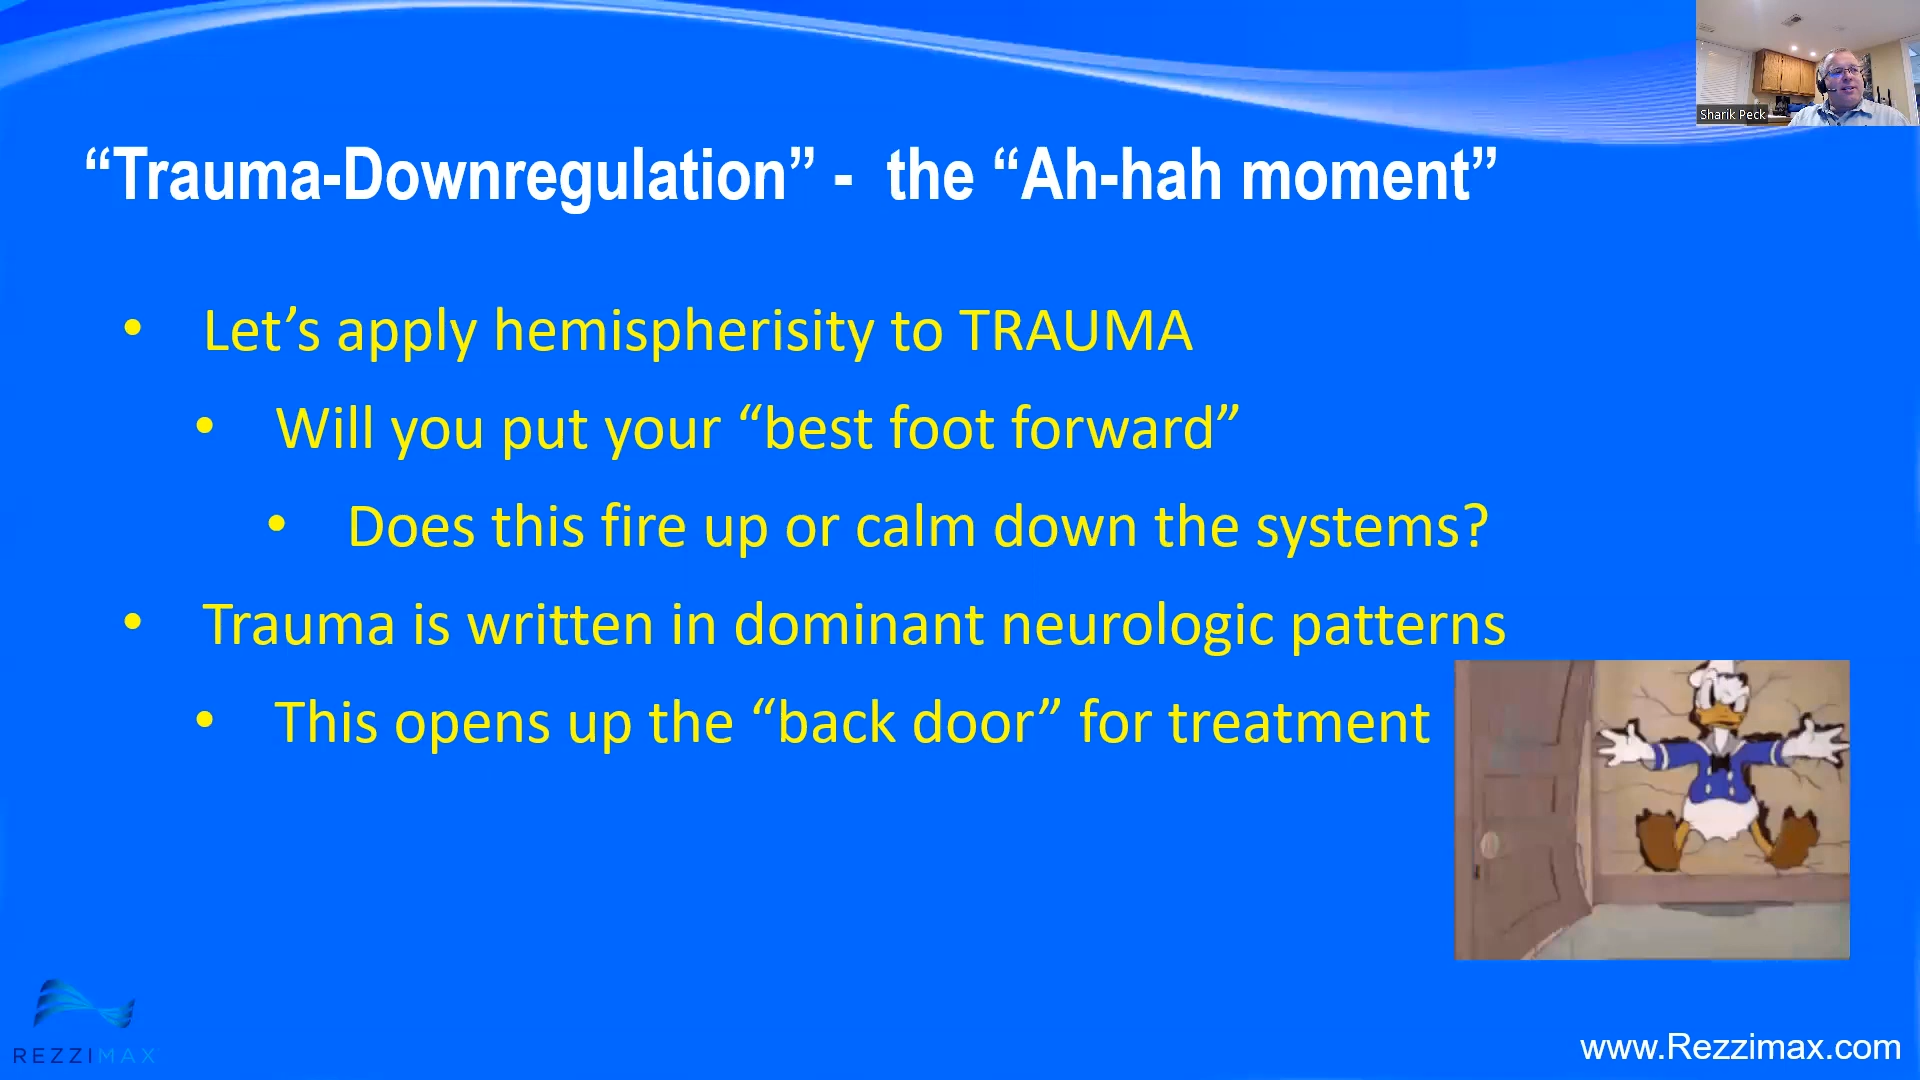 Sharik Peck
“Trauma-Downregulation” -  the “Ah-hah moment”
• Let’s apply hemispherisity to TRAUMA
• Will you put your “best foot forward”
• Does this fire up or calm down the systems?
• Trauma is written in dominant neurologic patterns
• This opens up the “back door” for treatment
REZZIMAX
www.Rezzimax.com